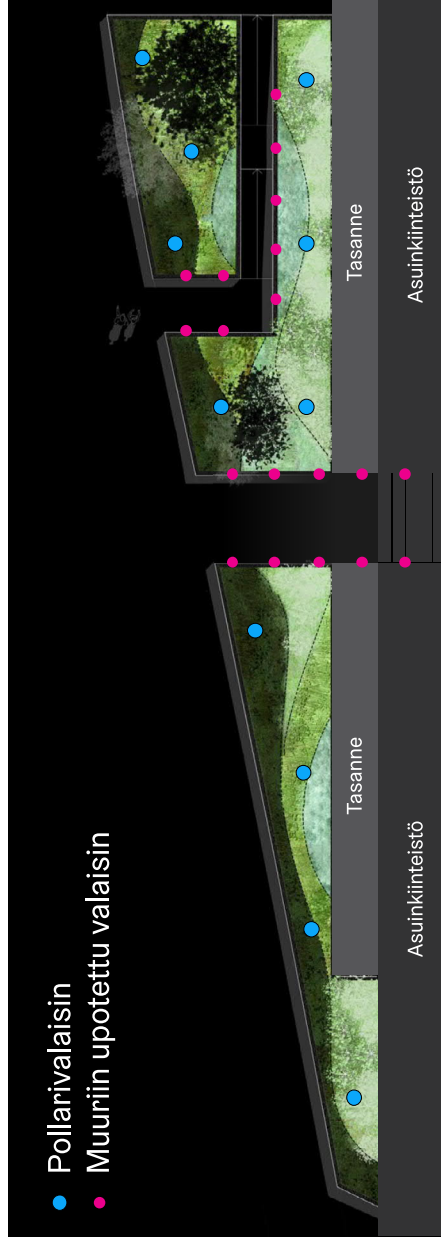 Pollarivalaisin
Muuriin upotettu valaisin
Tasanne
Asuinkiinteistö
Tasanne
Asuinkiinteistö